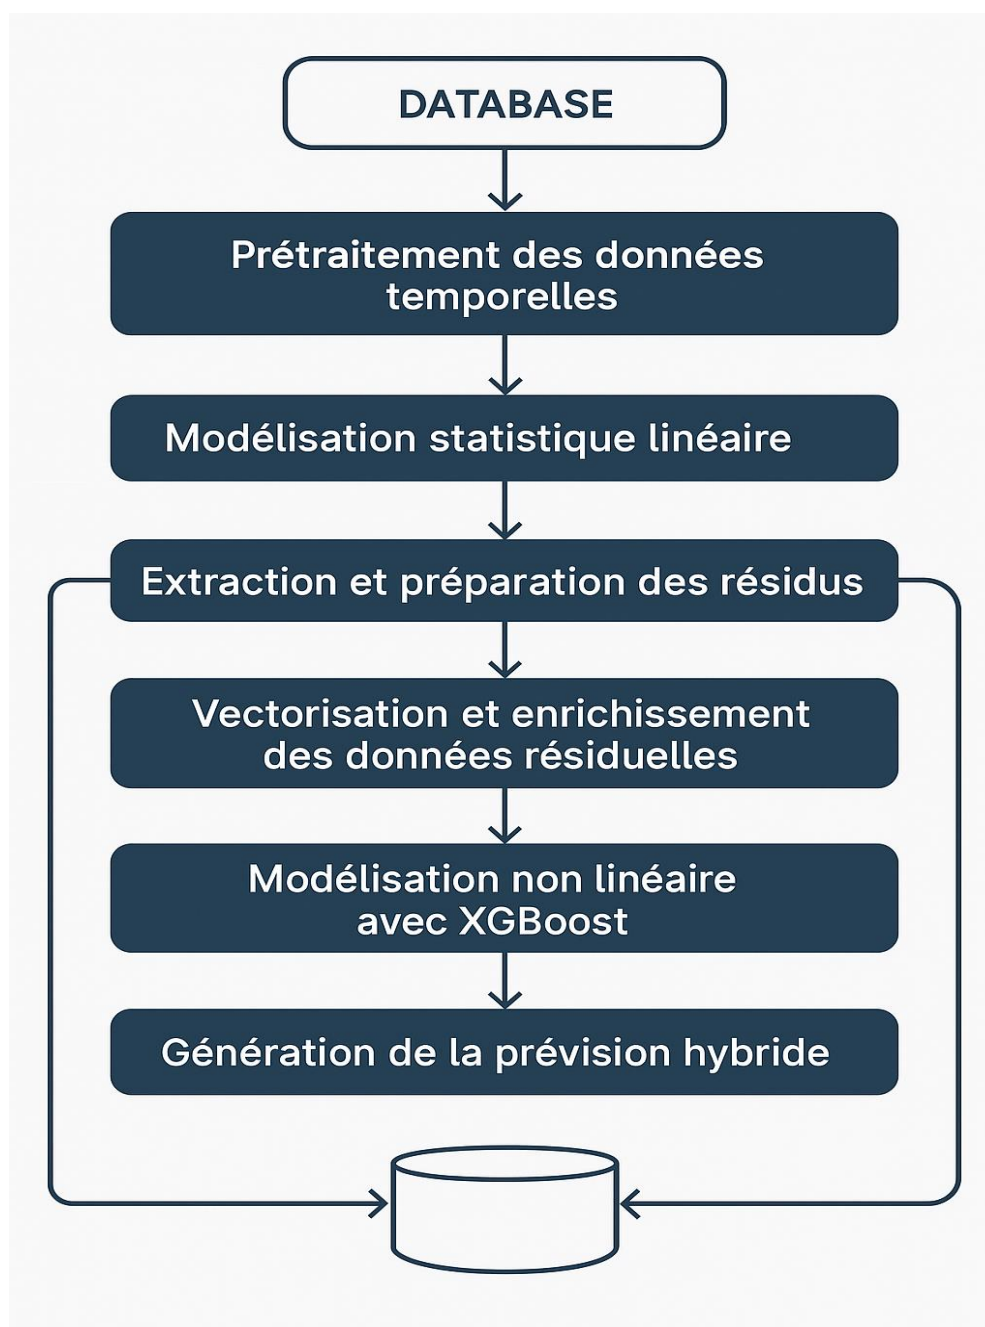 DATABASE
Prétraitement des données
temporelles
Modélisation statistique linéaire
Extraction et préparation des résidus
Vectorisation et enrichissement
des données résiduelles
Modélisation non linéaire
avec XGBoost
Génération de la prévision hybride